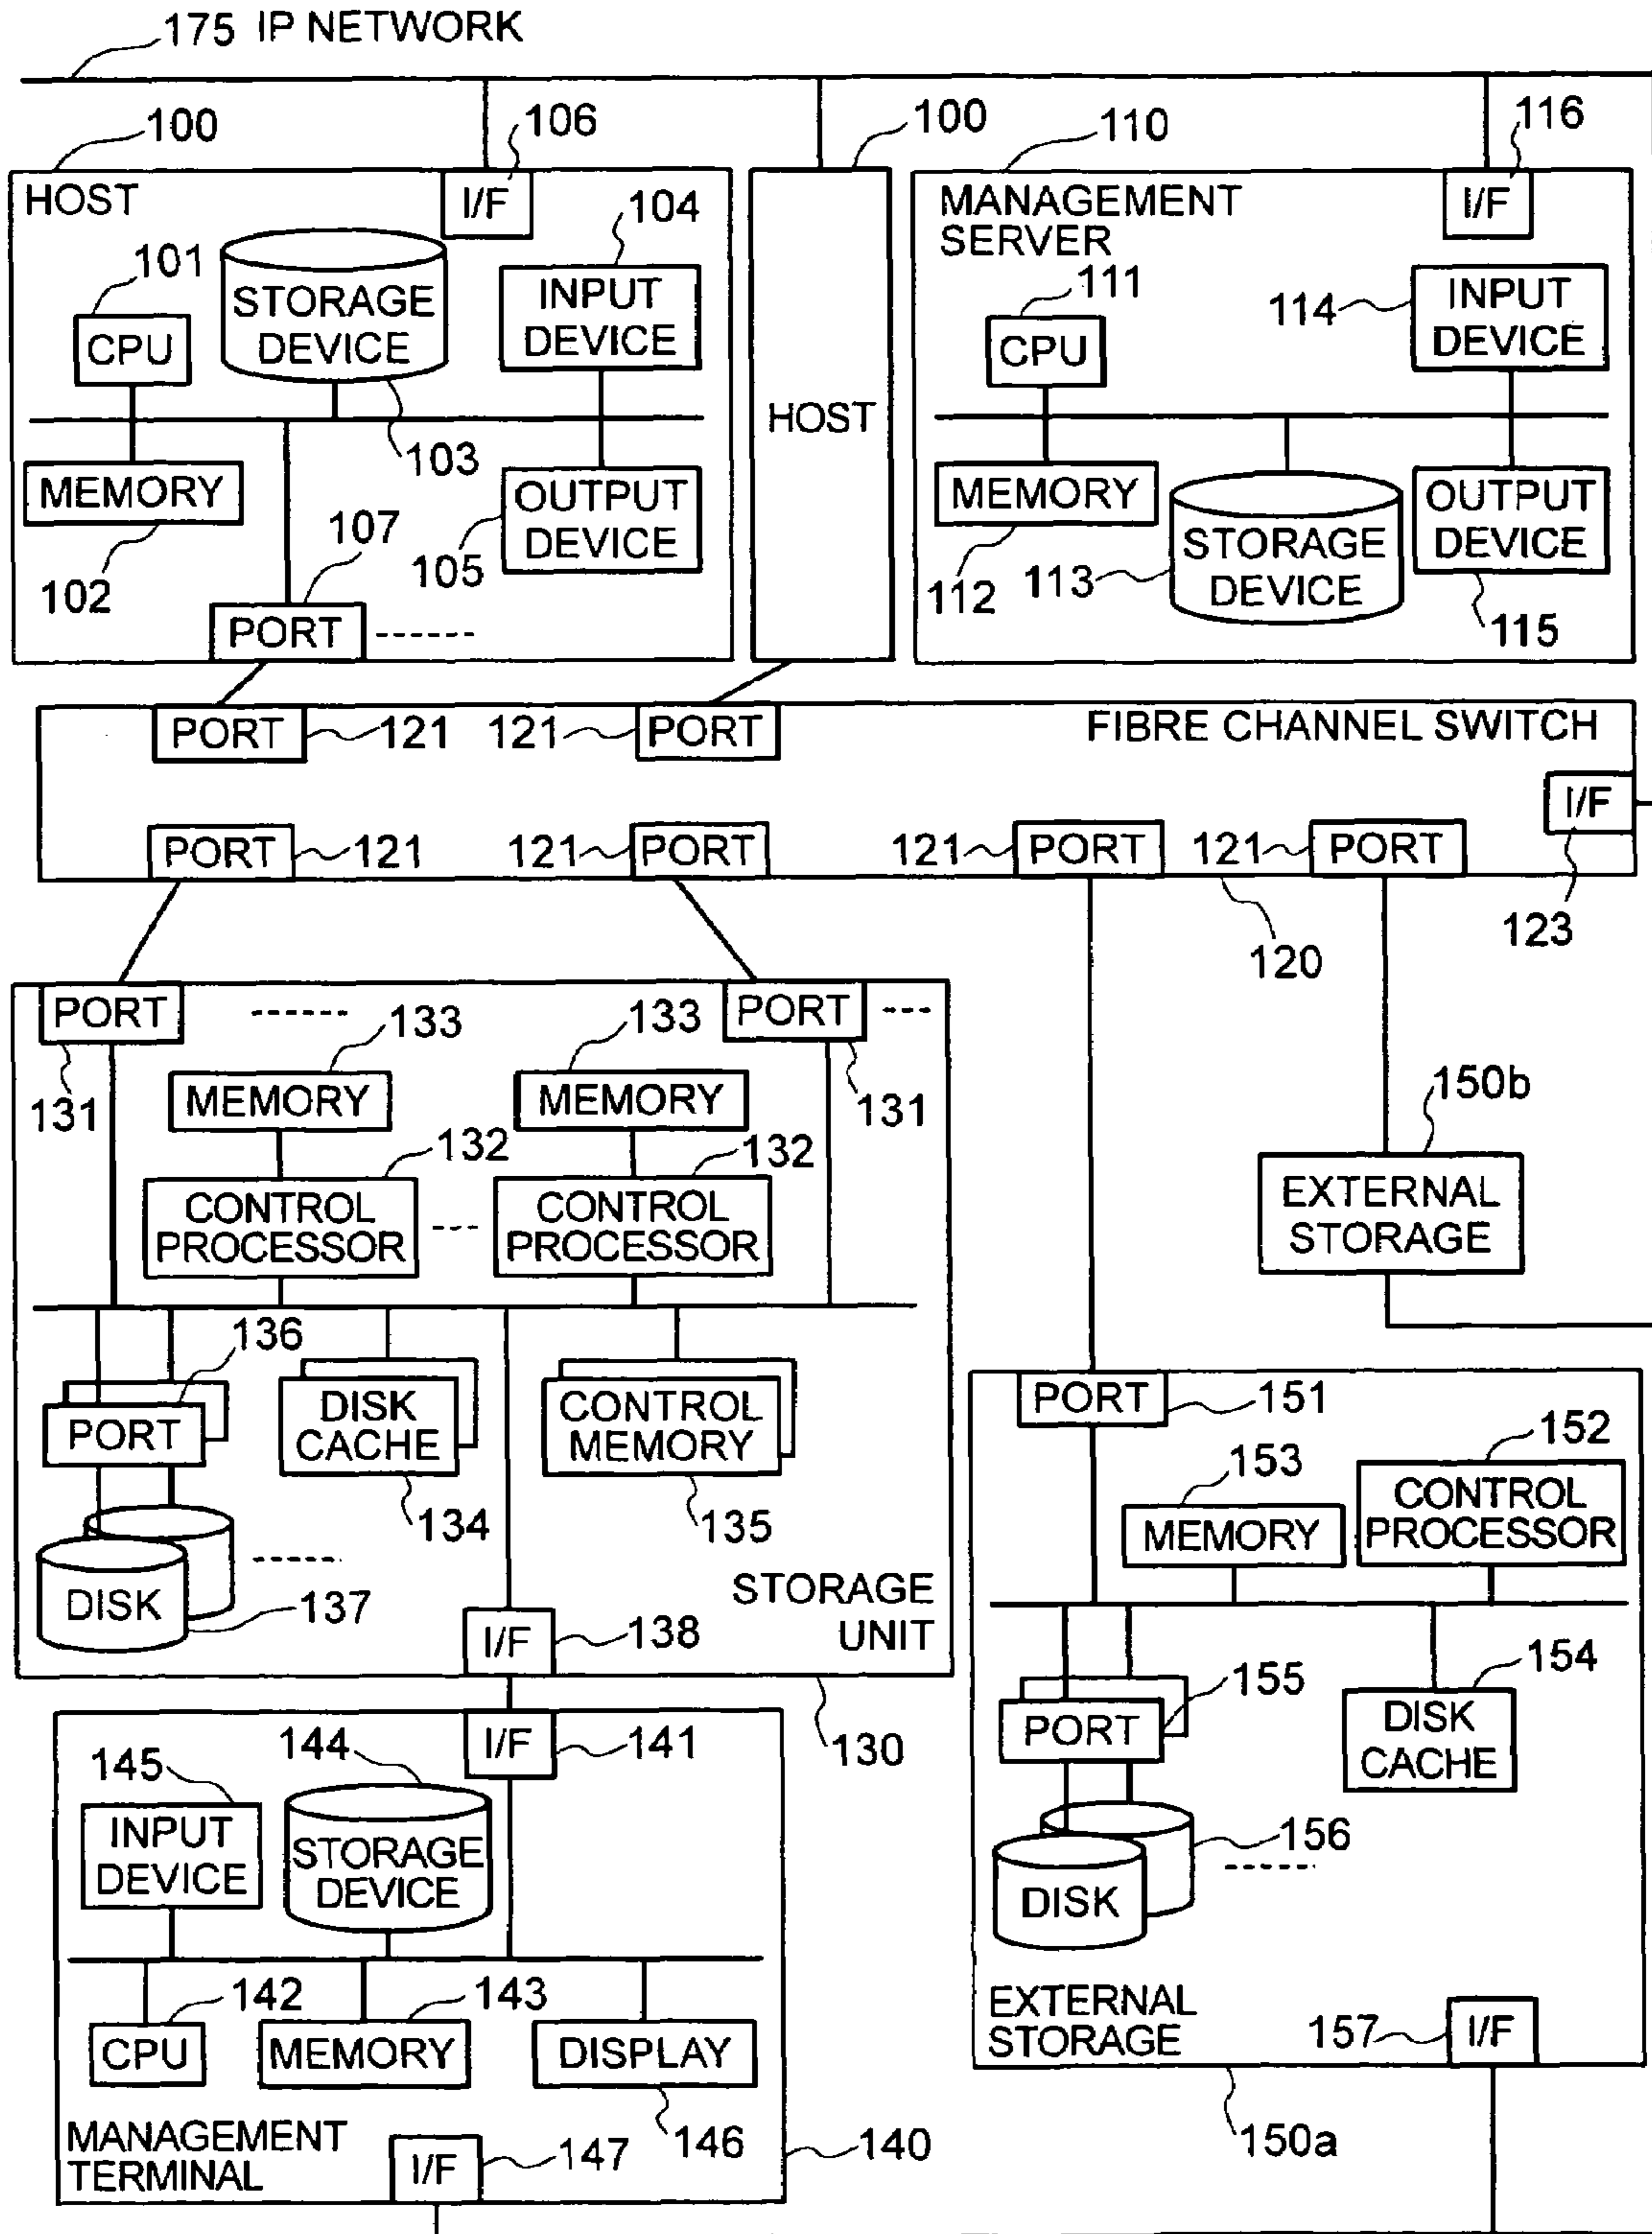 175 IP NETWORK
100
106
100
110
116
HOST
I/F
104
MANAGEMENT
SERVER
I/F
101
STORAGE
DEVICE
INPUT
DEVICE
111
114
INPUT
DEVICE
CPU
CPU
HOST
103
MEMORY
107
OUTPUT
DEVICE
105
102
MEMORY
112
113
STORAGE
DEVICE
OUTPUT
DEVICE
115
PORT
PORT
121
121
PORT
FIBRE CHANNEL SWITCH
I/F
PORT
121
121
PORT
121
PORT
121
PORT
123
120
PORT
133
133
PORT
131
MEMORY
MEMORY
131
150b
132
132
CONTROL
PROCESSOR
CONTROL
PROCESSOR
EXTERNAL
STORAGE
136
PORT
DISK
CACHE
CONTROL
MEMORY
PORT
151
152
153
134
135
MEMORY
CONTROL
PROCESSOR
DISK
137
STORAGE
UNIT
I/F
138
154
155
PORT
DISK
CACHE
130
I/F
141
144
145
INPUT
DEVICE
STORAGE
DEVICE
156
DISK
142
143
CPU
MEMORY
DISPLAY
EXTERNAL
STORAGE
157
I/F
MANAGEMENT
TERMINAL
146
140
150a
I/F
147